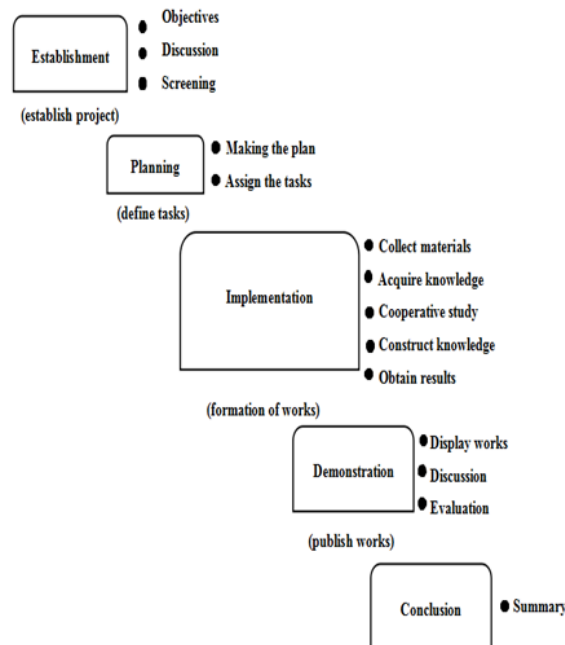 Objectives
Establishment
Discussion
Screening
(establish project)
Planning
Making the plan
Assign the tasks
(define tasks)
Implementation
Collect materials
Acquire knowledge
Cooperative study
Construct knowledge
Obtain results
(formation of works)
Demonstration
Display works
Discussion
Evaluation
(publish works)
Conclusion
Summary